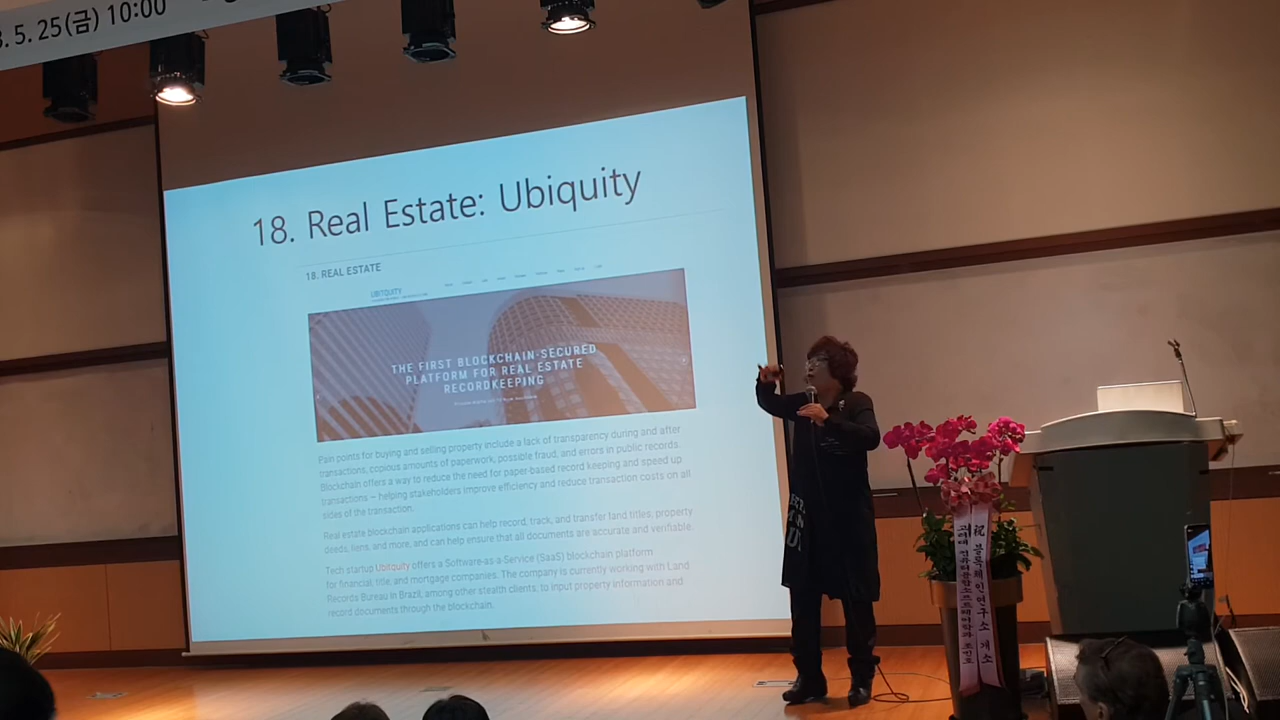 . 5. 25(금) 10:00
18. Real Estate: Ubiquity
18. REAL ESTATE
UBITQUITY
THE FIRST BLOCKCHAIN-SECURED
PLATFORM FOR REAL ESTATE
RECORDKEEPING
Pain points for buying and selling property include a lack of transparency during and after
transactions, copious amounts of paperwork, possible fraud, and errors in public records.
Blockchain offers a way to reduce the need for paper-based record keeping and speed up
transactions — helping stakeholders improve efficiency and reduce transaction costs on all
sides of the transaction.
Real estate blockchain applications can help record, track, and transfer land titles, property
deeds, liens, and more, and can help ensure that all documents are accurate and verifiable.
Tech startup Ubitquity offers a Software-as-a-Service (SaaS) blockchain platform
for financial, title, and mortgage companies. The company is currently working with Land
Records Bureau in Brazil, among other stealth clients, to input property information and
record documents through the blockchain.
祝 블록체인연구소 개소